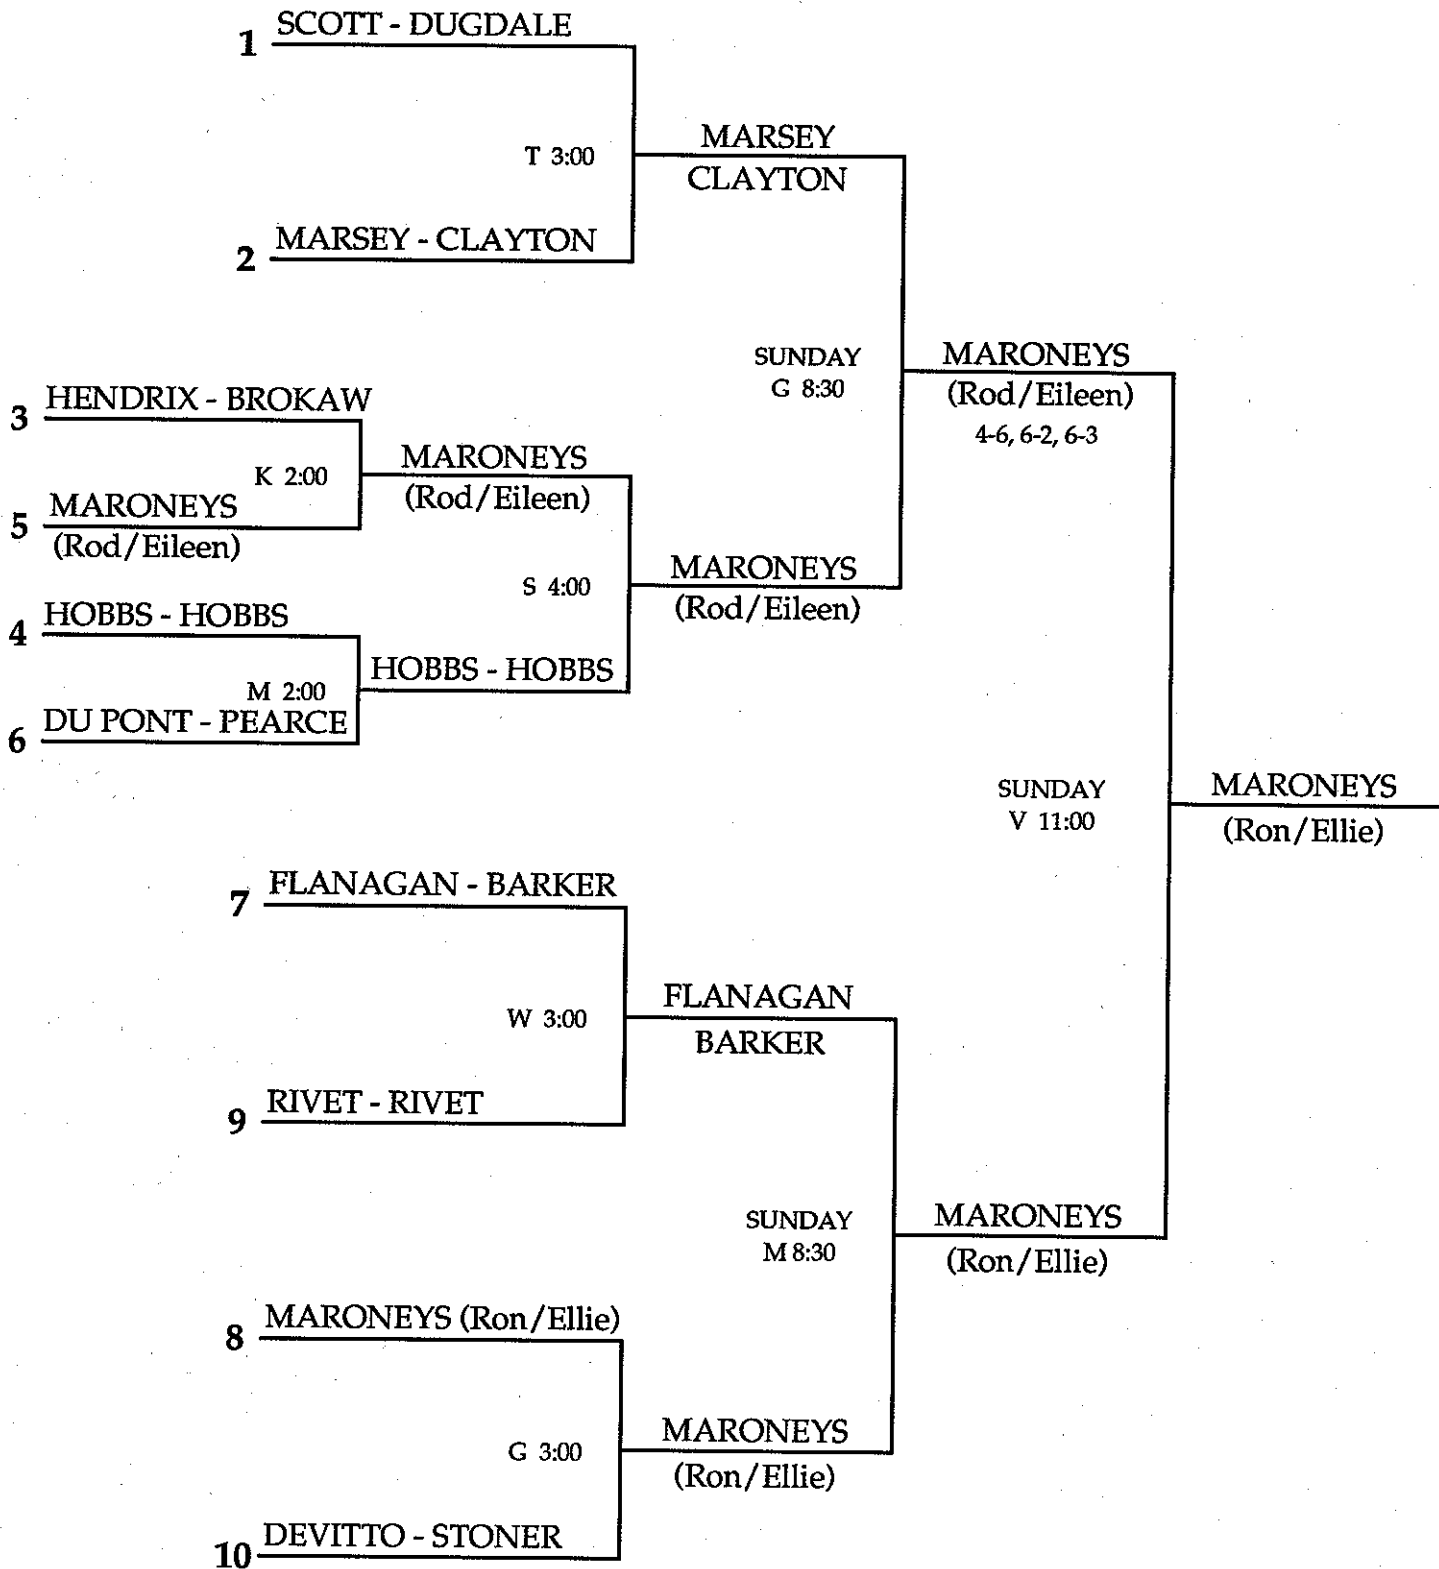 SCOTT - DUGDALE
1
T 3:00
MARSEY
CLAYTON
MARSEY - CLAYTON
2
SUNDAY
G 8:30
MARONEYS
(Rod/Eileen)
4-6, 6-2, 6-3
HENDRIX - BROKAW
3
K 2:00
MARONEYS
(Rod/Eileen)
MARONEYS
5
(Rod/Eileen)
S 4:00
MARONEYS
(Rod/Eileen)
HOBBS - HOBBS
4
M 2:00
HOBBS - HOBBS
DU PONT - PEARCE
6
SUNDAY
V 11:00
MARONEYS
(Ron/Ellie)
FLANAGAN - BARKER
7
W 3:00
FLANAGAN
BARKER
RIVET - RIVET
9
SUNDAY
M 8:30
MARONEYS
(Ron/Ellie)
MARONEYS (Ron/Ellie)
8
G 3:00
MARONEYS
(Ron/Ellie)
DEVITTO - STONER
10